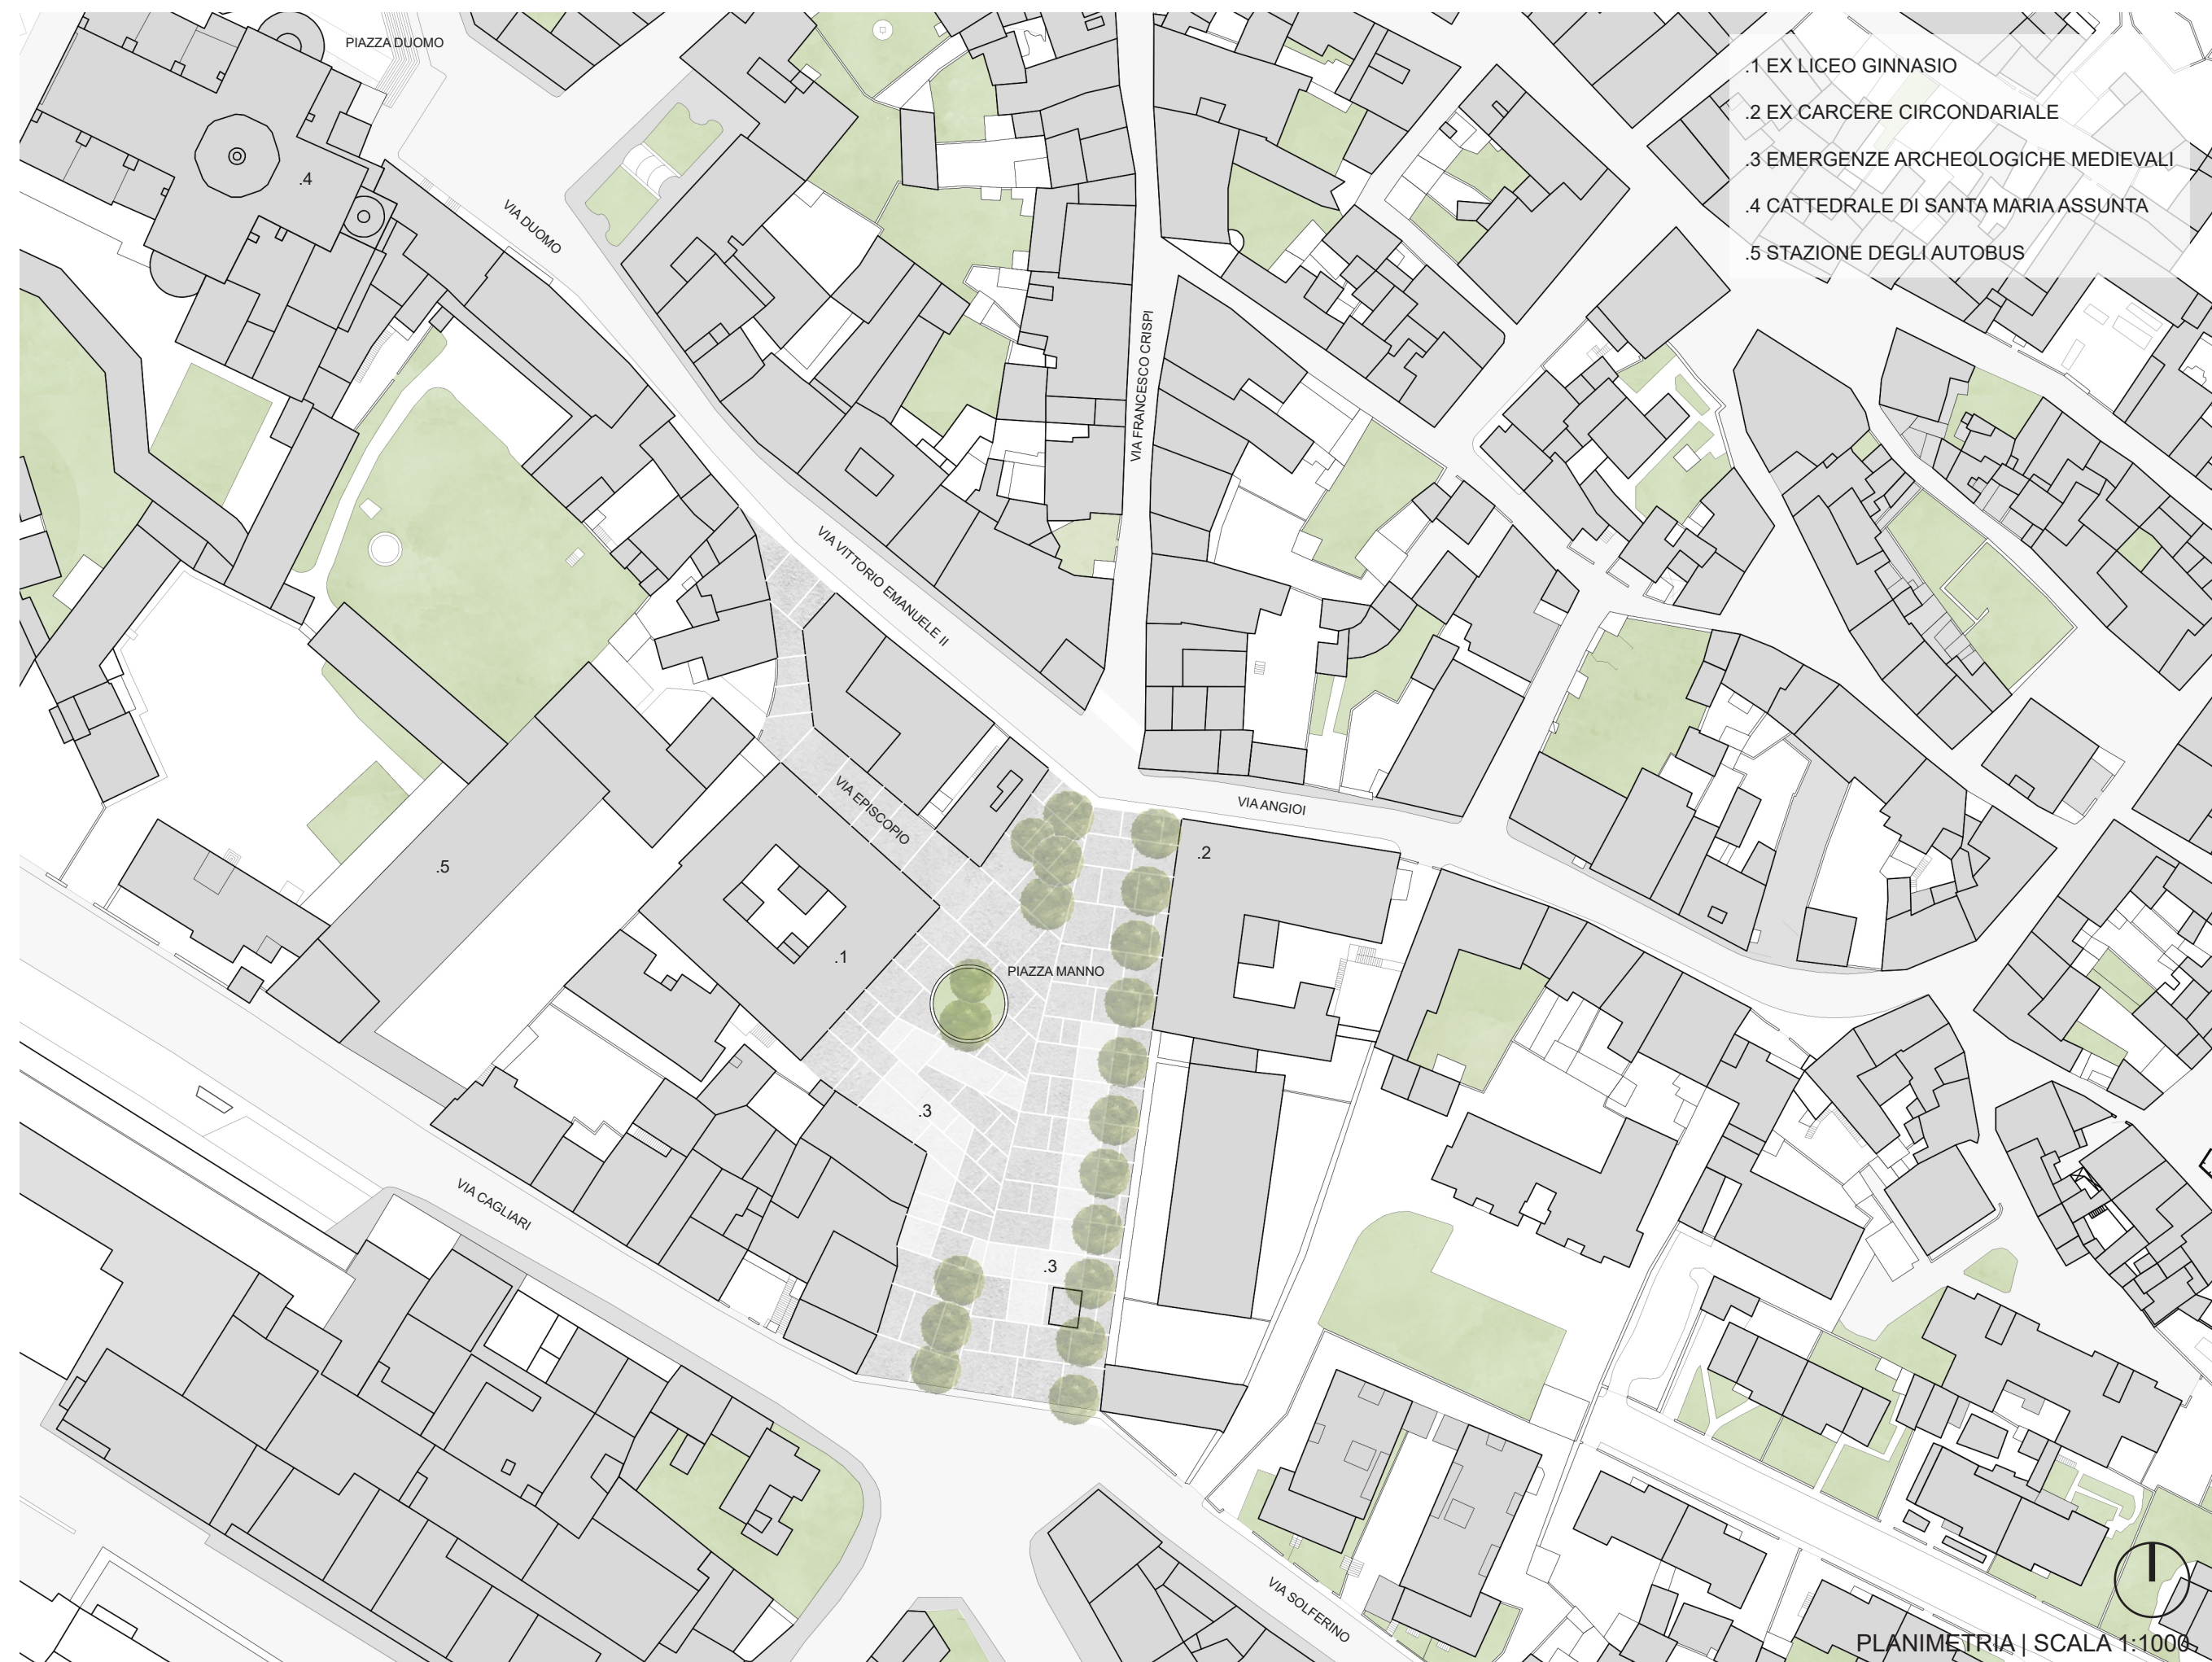 PIAZZA DUOMO
.1 EX LICEO GINNASIO
.2 EX CARCERE CIRCONDARIALE
.3 EMERGENZE ARCHEOLOGICHE MEDIEVALI
.4 CATTEDRALE DI SANTA MARIA ASSUNTA
.5 STAZIONE DEGLI AUTOBUS
.4
VIA DUOMO
VIA FRANCESCO CRISPI
VIA VITTORIO EMANUELE II
VIA EPISCOPIO
VIA ANGIOI
.2
.5
.1
PIAZZA MANNO
.3
VIA CAGLIARI
.3
VIA SOLFERINO
PLANIMETRIA | SCALA 1:1000